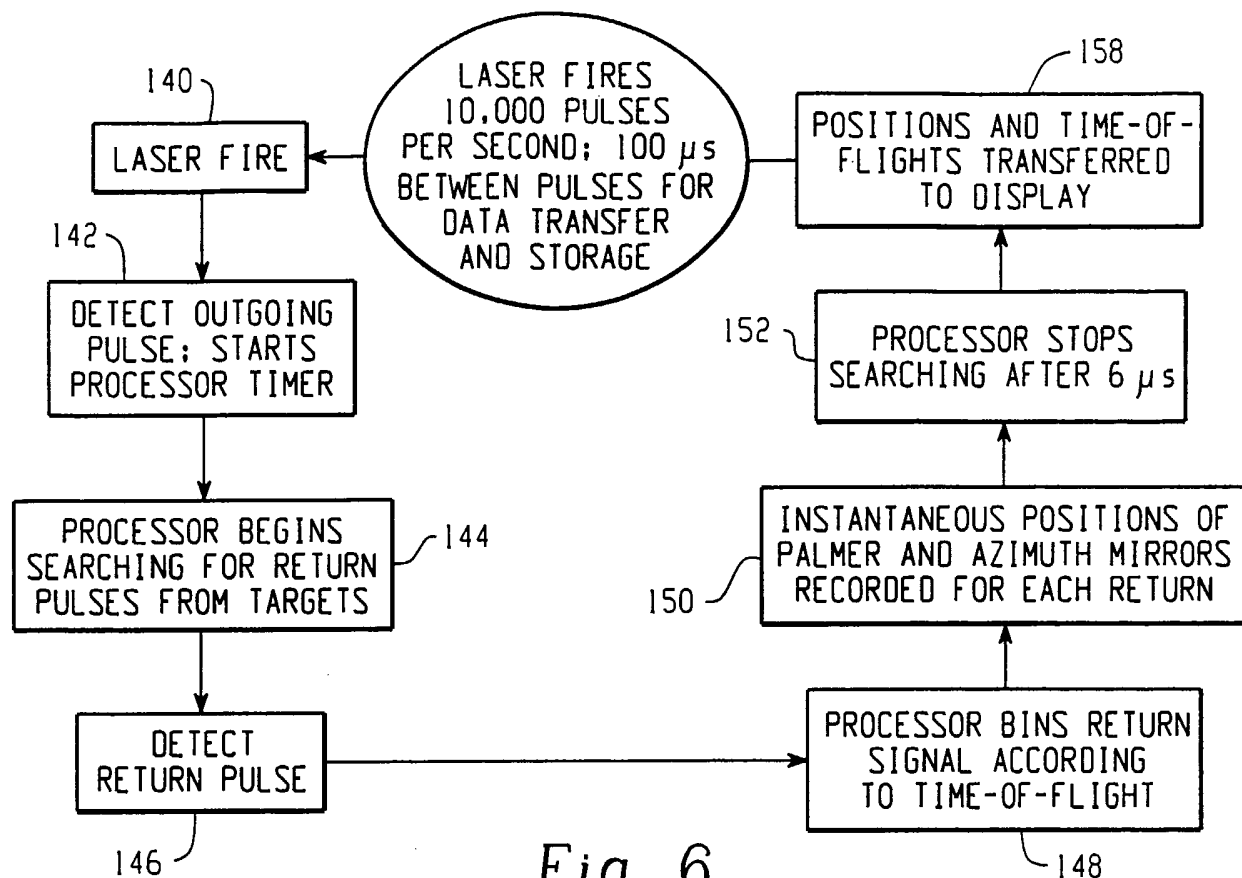 140
LASER FIRE
LASER FIRES
10,000 PULSES
PER SECOND; 100 μs
BETWEEN PULSES FOR
DATA TRANSFER
AND STORAGE
158
POSITIONS AND TIME-OF-
FLIGHTS TRANSFERRED
TO DISPLAY
142
DETECT OUTGOING
PULSE; STARTS
PROCESSOR TIMER
152
PROCESSOR STOPS
SEARCHING AFTER 6 μs
PROCESSOR BEGINS
SEARCHING FOR RETURN
PULSES FROM TARGETS
144
INSTANTANEOUS POSITIONS OF
PALMER AND AZIMUTH MIRRORS
RECORDED FOR EACH RETURN
150
DETECT
RETURN PULSE
146
PROCESSOR BINS RETURN
SIGNAL ACCORDING
TO TIME-OF-FLIGHT
148
Fig. 6